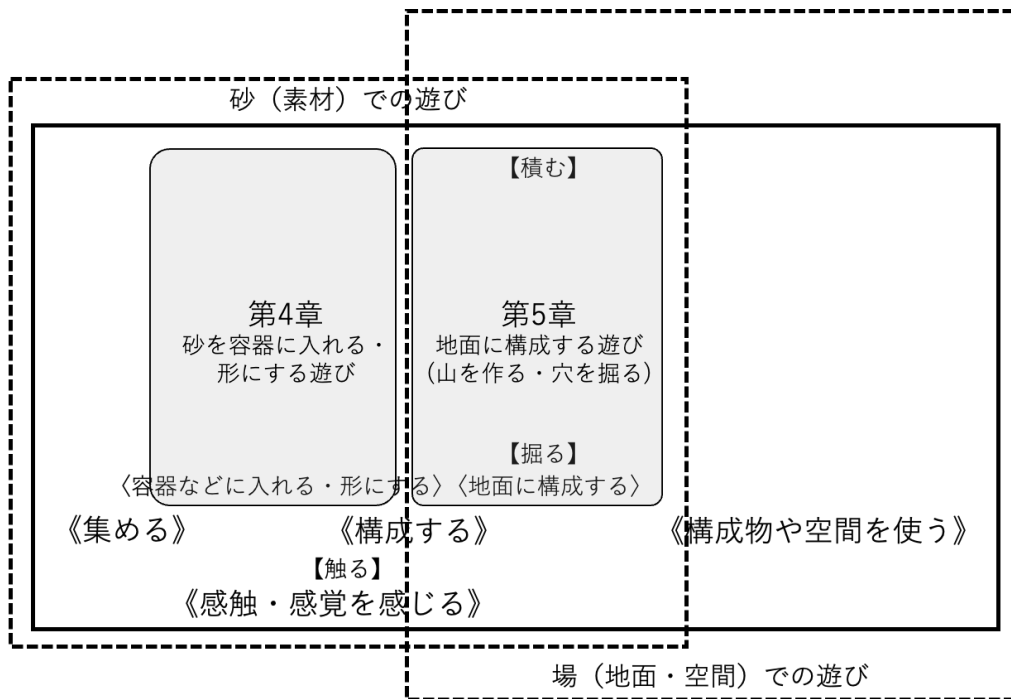 砂（素材）での遊び
【積む】
第4章
砂を容器に入れる・
形にする遊び
第5章
地面に構成する遊び
（山を作る・穴を掘る）
【掘る】
〈容器などに入れる・形にする〉〈地面に構成する〉
《集める》
《構成する》
《構成物や空間を使う》
【触る】
《感触・感覚を感じる》
場（地面・空間）での遊び